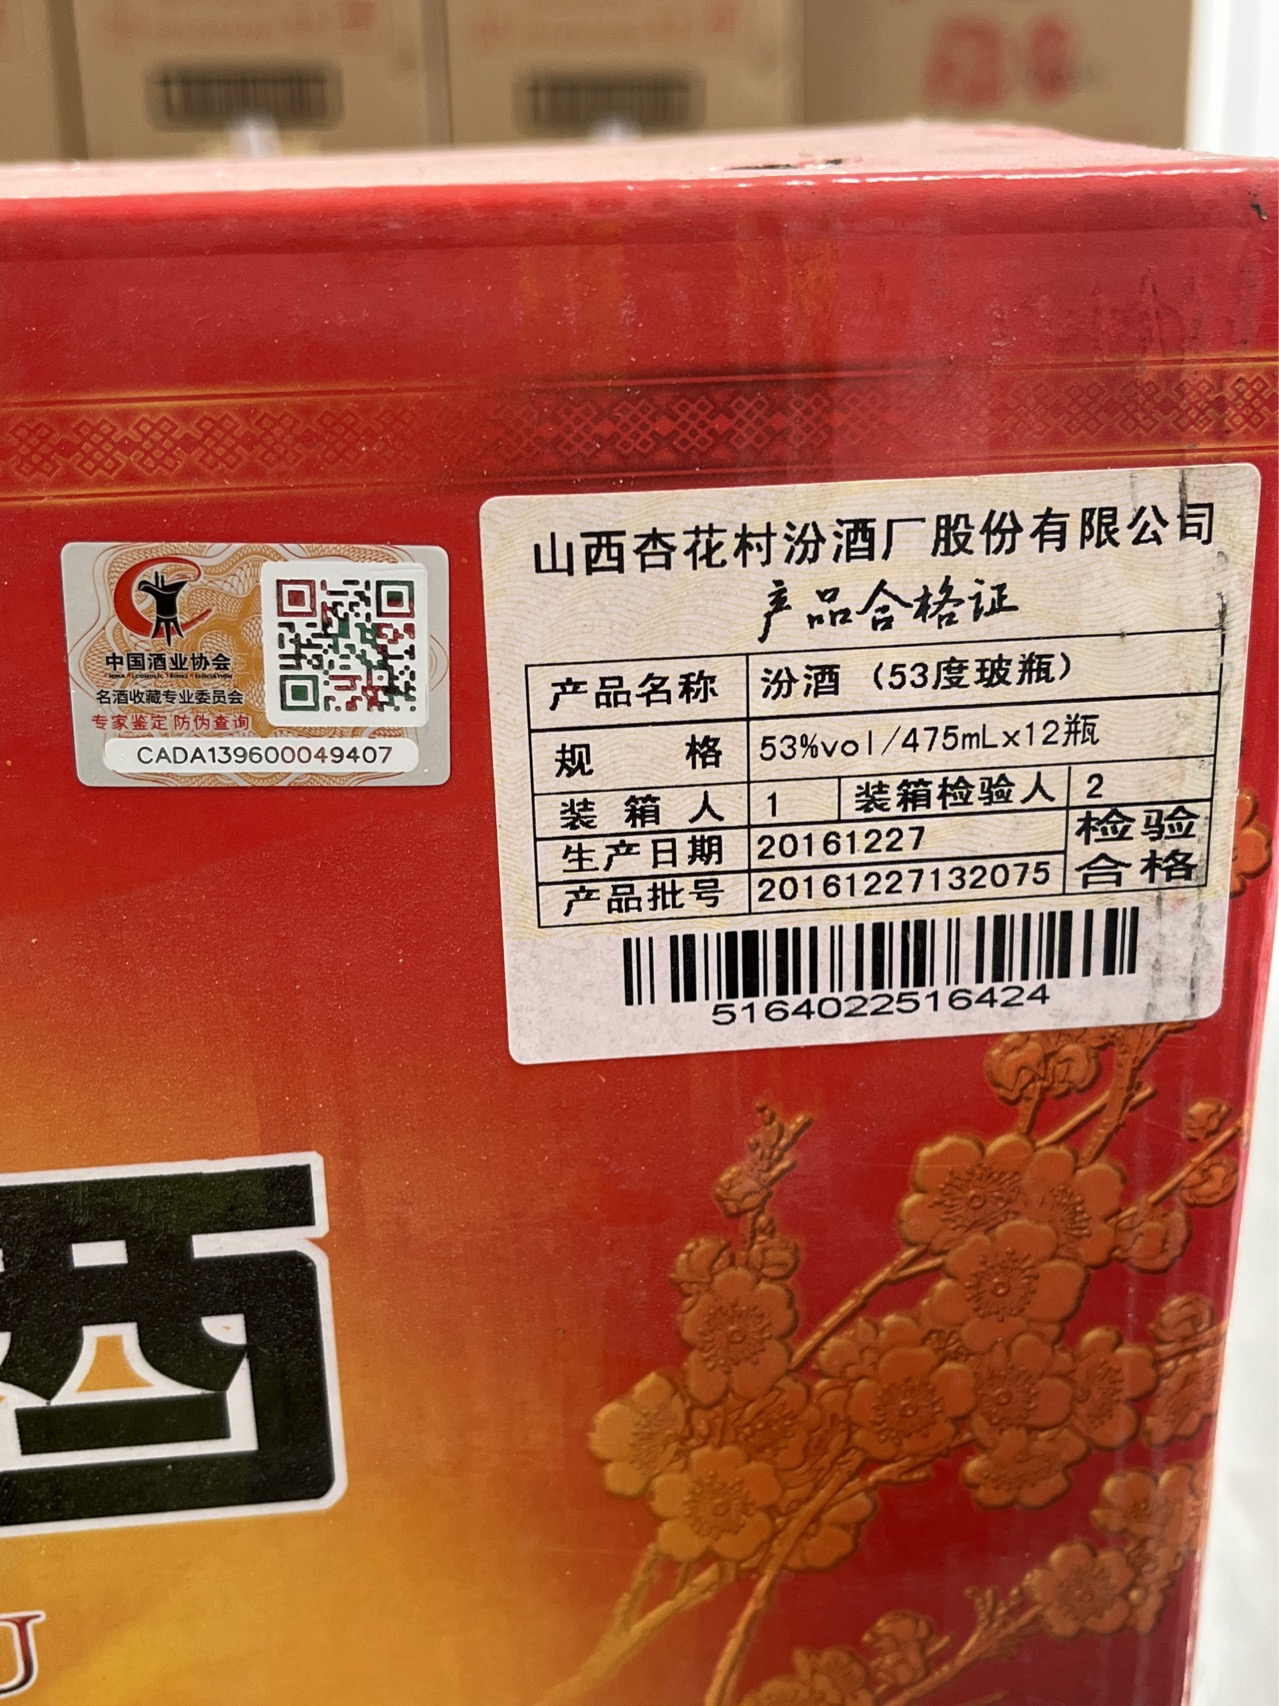 山西杏花村汾酒厂股份有限公司
产品合格证
产品名称 汾酒（53度玻瓶）
规 格 53%vol/475mLx12瓶
装 箱 人 1 装箱检验人 2
生产日期 20161227 检验
产品批号 20161227132075 合格
5164022516424
中国酒业协会
名酒收藏专业委员会
专家鉴定防伪查询
CADA139600049407
酒
U